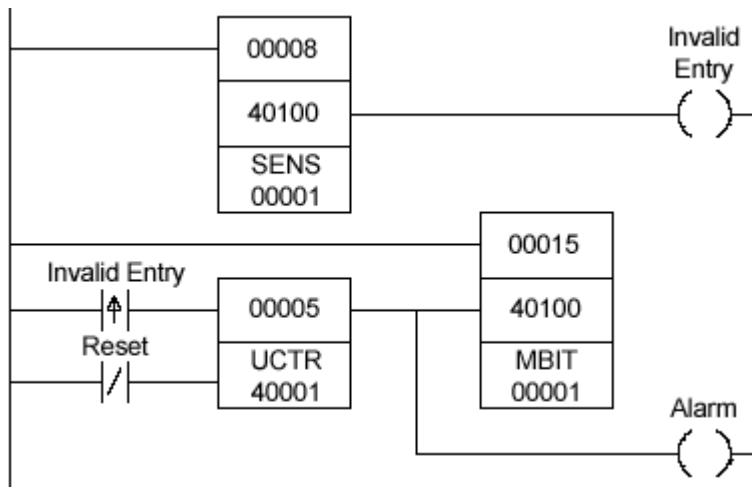 00008
Invalid
Entry
40100
SENS
00001
00015
Invalid Entry
00005
40100
Reset
UCTR
40001
MBIT
00001
Alarm